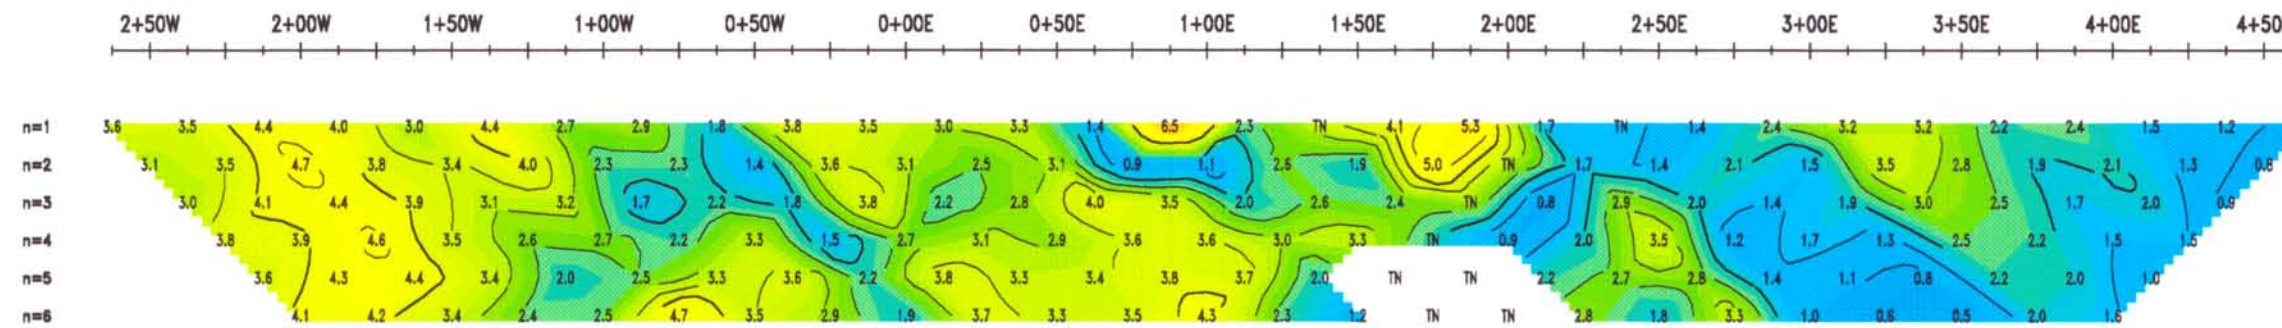 2+50W 2+00W 1+50W 1+00W 0+50W 0+00E 0+50E 1+00E 1+50E 2+00E 2+50E 3+00E 3+50E 4+00E 4+50
n=1 3.6 3.5 4.4 4.0 3.0 4.4 2.7 2.9 1.8 3.8 3.5 3.0 3.3 1.4 6.5 2.3 TN 4.1 5.3 1.7 TN 1.4 2.4 3.2 3.2 2.2 2.4 1.5 1.2
n=2 3.1 3.5 4.7 3.8 3.4 4.0 2.3 2.3 1.4 3.6 3.1 2.5 3.1 0.9 1.1 2.6 1.9 5.0 TN 1.7 1.4 2.1 1.5 3.5 2.8 1.9 2.1 1.3 0.8
n=3 3.0 4.1 4.4 3.9 3.1 3.2 1.7 2.2 1.8 3.8 2.2 2.8 4.0 3.5 2.0 2.6 2.4 TN 0.8 2.9 2.0 1.4 1.9 3.0 2.5 1.7 2.0 0.9
n=4 3.8 3.9 4.6 3.5 2.6 2.7 2.2 3.3 1.5 2.7 3.1 2.9 3.6 3.6 3.0 3.3 TN 0.9 2.0 3.5 1.2 1.7 1.3 2.5 2.2 1.5 1.5
n=5 3.6 4.3 4.4 3.4 2.0 2.5 3.3 3.6 2.2 3.8 3.3 3.4 3.8 3.7 2.0 TN TN 2.2 2.7 2.8 1.4 1.1 0.8 2.2 2.0 1.0
n=6 4.1 4.2 3.4 2.4 2.5 4.7 3.5 2.9 1.9 3.7 3.3 3.5 4.3 2.3 1.2 TN TN 2.8 1.8 3.3 1.0 0.6 0.5 2.0 1.6